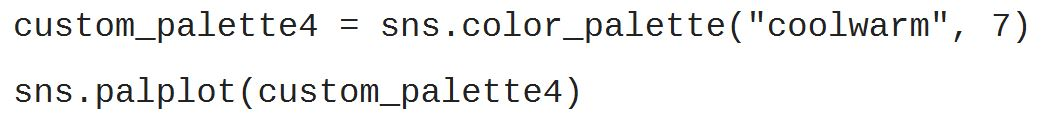 custom_palette4 = sns.color_palette("coolwarm", 7)
sns.palplot(custom_palette4)